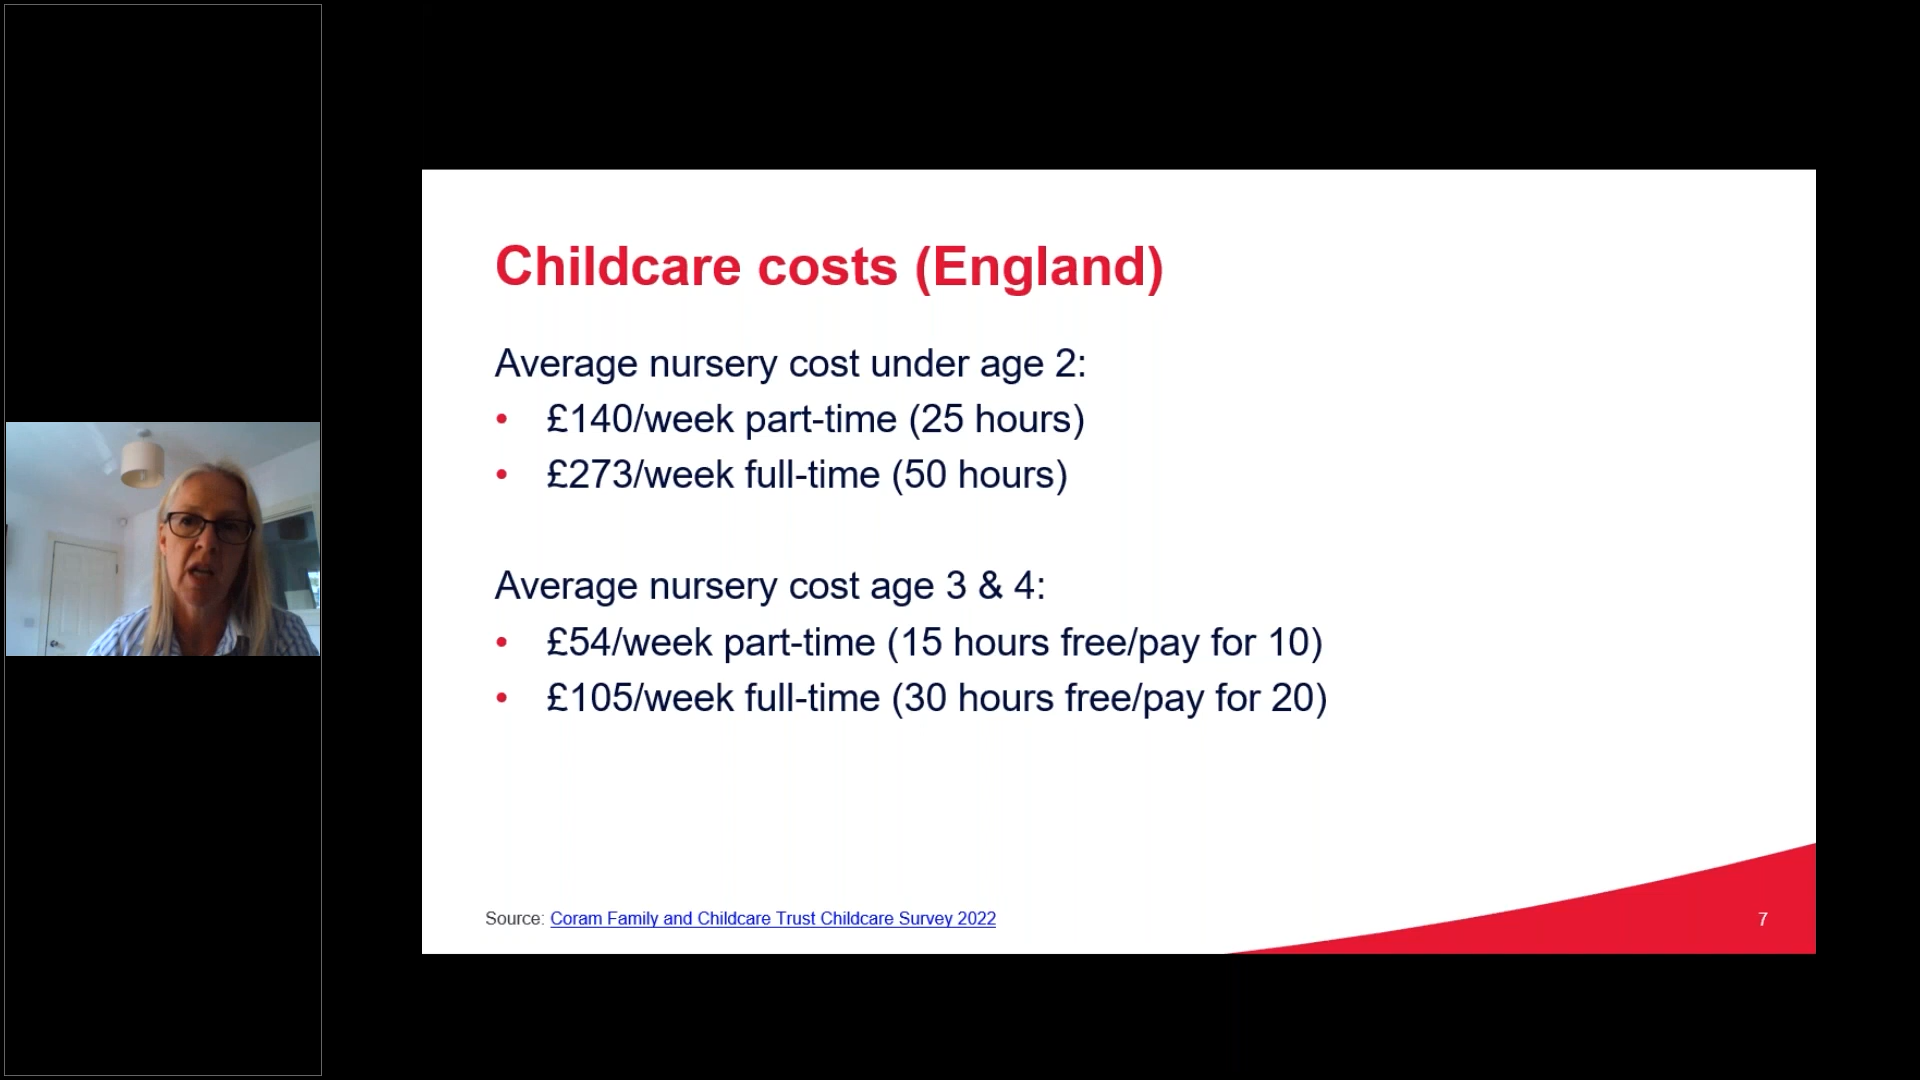 Childcare costs (England)
Average nursery cost under age 2:
• £140/week part-time (25 hours)
• £273/week full-time (50 hours)
Average nursery cost age 3 & 4:
• £54/week part-time (15 hours free/pay for 10)
• £105/week full-time (30 hours free/pay for 20)
Source: Coram Family and Childcare Trust Childcare Survey 2022
7